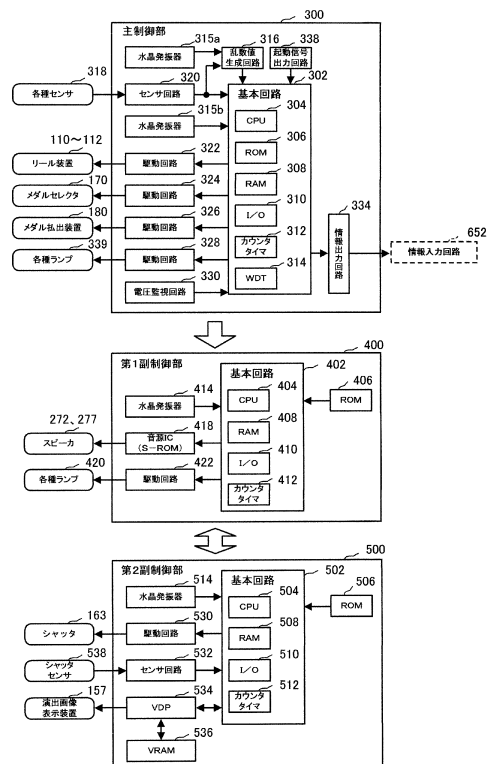 300
主制御部
315a
水晶発振器
316
乱数値
生成回路
338
起動信号
出力回路
318
各種センサ
320
センサ回路
302
基本回路
315b
水晶発振器
304
CPU
110～112
リール装置
322
駆動回路
306
ROM
170
メダルセレクタ
324
駆動回路
308
RAM
180
メダル払出装置
326
駆動回路
310
I/O
339
各種ランプ
328
駆動回路
312
カウンタ
タイマ
330
電圧監視回路
314
WDT
334
情報出力回路
652
情報入力回路
400
第1副制御部
402
基本回路
414
水晶発振器
404
CPU
406
ROM
272、277
スピーカ
418
音源IC
(S－ROM)
408
RAM
420
各種ランプ
422
駆動回路
410
I/O
412
カウンタ
タイマ
500
第2副制御部
502
基本回路
514
水晶発振器
504
CPU
506
ROM
163
シャッタ
530
駆動回路
508
RAM
538
シャッタ
センサ
532
センサ回路
510
I/O
157
演出画像
表示装置
534
VDP
512
カウンタ
タイマ
536
VRAM